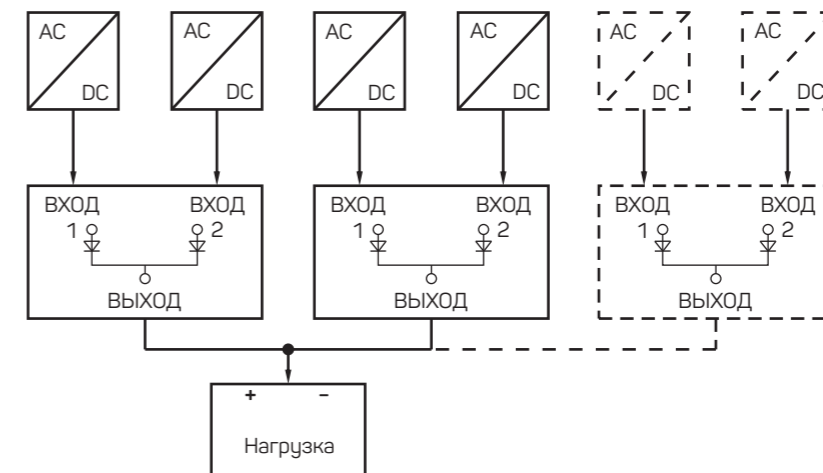 AC AC AC AC AC AC
DC DC DC DC DC DC
ВХОД ВХОД ВХОД ВХОД ВХОД ВХОД
1 2 1 2 1 2
ВЫХОД ВЫХОД ВЫХОД
+ −
Нагрузка